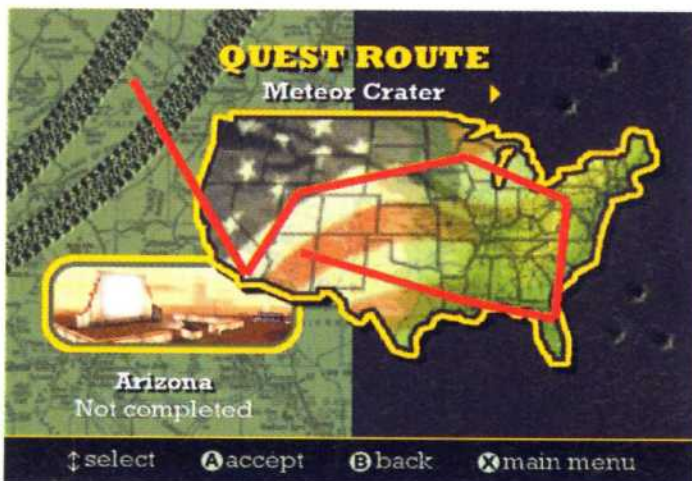 QUEST ROUTE
Meteor Crater
Arizona
Not completed
select A accept B back X main menu